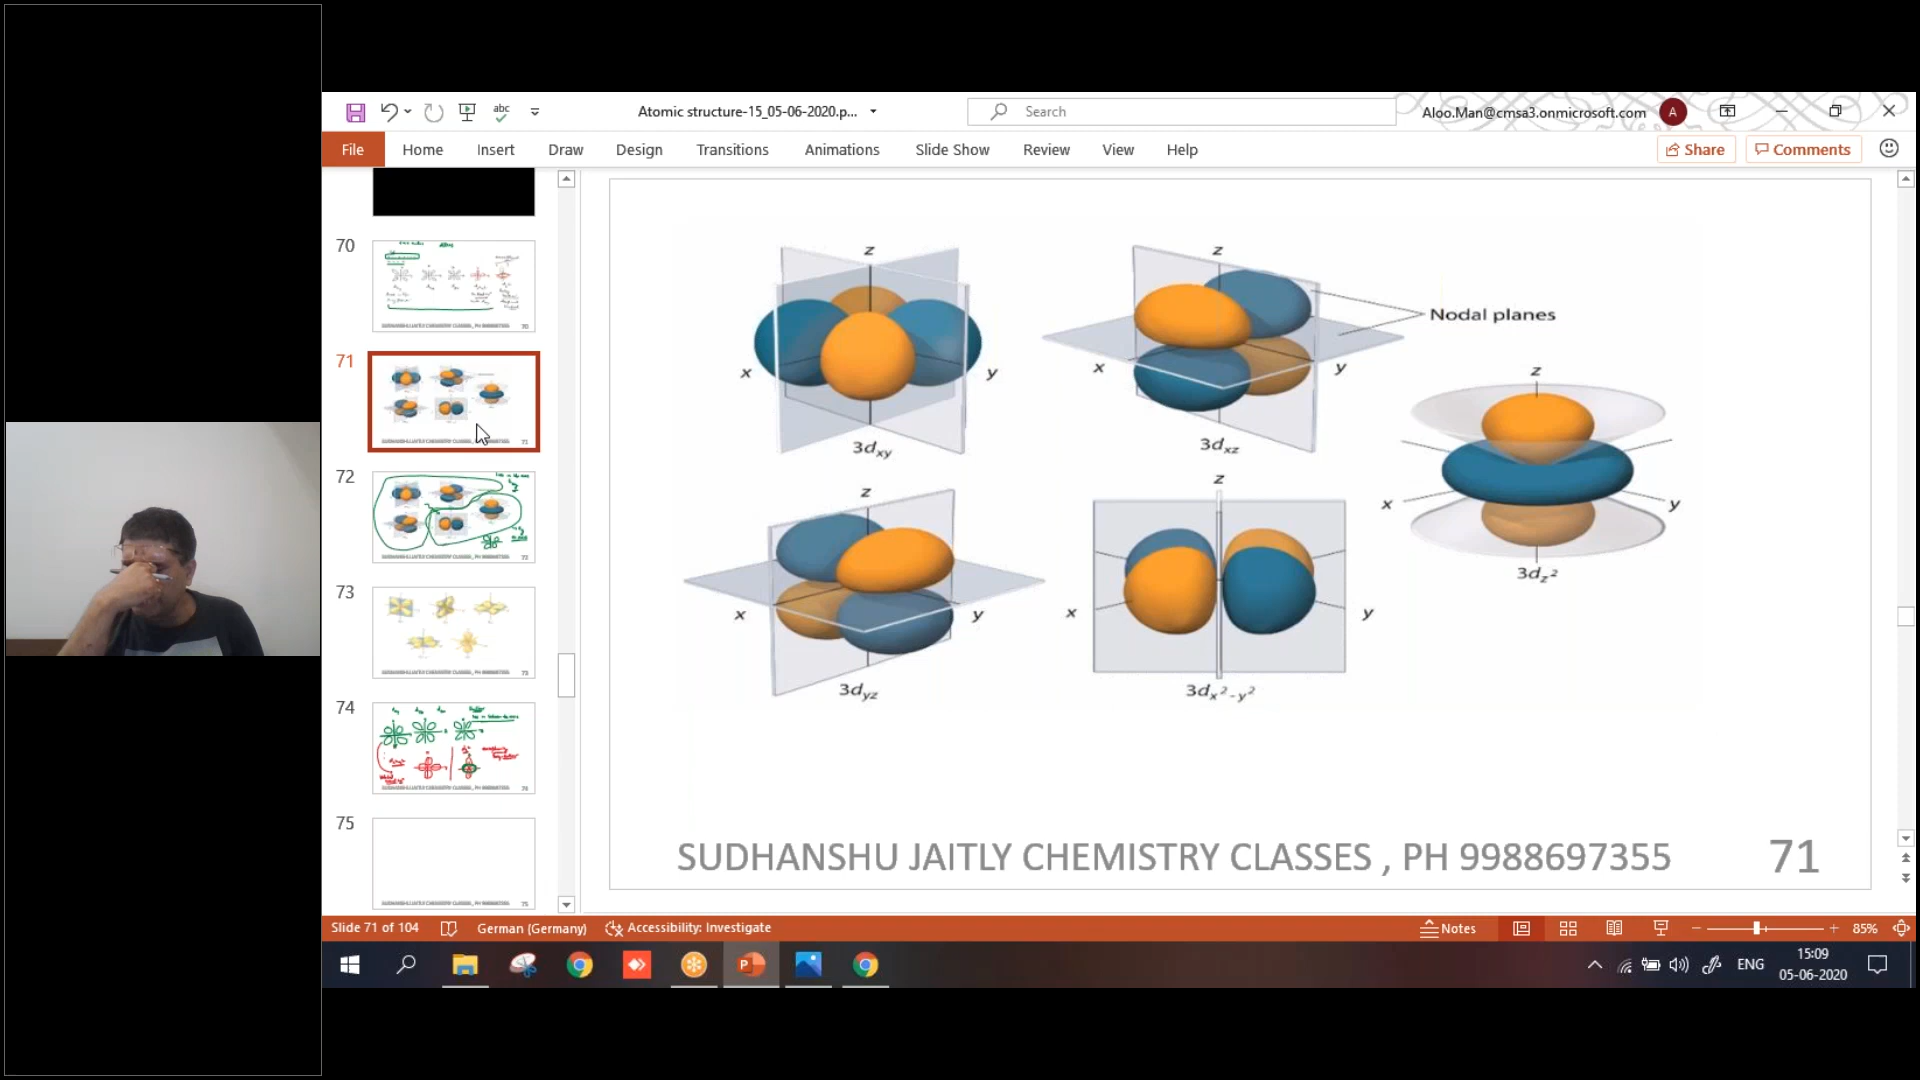 abc
Atomic structure-15_05-06-2020.p...
Search
Aloo.Man@cmsa3.onmicrosoft.com
A
File
Home
Insert
Draw
Design
Transitions
Animations
Slide Show
Review
View
Help
Share
Comments
70
71
72
73
74
75
z
x
y
3dxy
z
x
y
3dxz
Nodal planes
z
x
y
3dz²
z
x
y
3dyz
z
x
y
3dx²-y²
SUDHANSHU JAITLY CHEMISTRY CLASSES , PH 9988697355
71
Slide 71 of 104
German (Germany)
Accessibility: Investigate
Notes
85%
ENG
15:09
05-06-2020